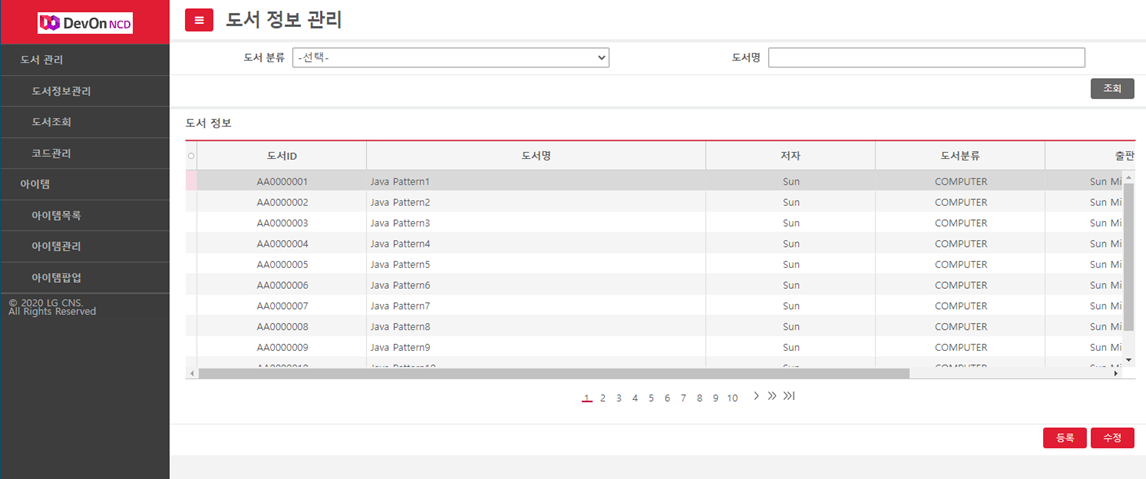 DevOn NCD
도서 관리
도서정보관리
도서조회
코드관리
아이템
아이템목록
아이템관리
아이템팝업
© 2020 LG CNS.
All Rights Reserved
도서 정보 관리
도서 분류 -선택- 도서명
조회
도서 정보
도서ID 도서명 저자 도서분류 출판
AA0000001 Java Pattern1 Sun COMPUTER Sun Mi
AA0000002 Java Pattern2 Sun COMPUTER Sun Mi
AA0000003 Java Pattern3 Sun COMPUTER Sun Mi
AA0000004 Java Pattern4 Sun COMPUTER Sun Mi
AA0000005 Java Pattern5 Sun COMPUTER Sun Mi
AA0000006 Java Pattern6 Sun COMPUTER Sun Mi
AA0000007 Java Pattern7 Sun COMPUTER Sun Mi
AA0000008 Java Pattern8 Sun COMPUTER Sun Mi
AA0000009 Java Pattern9 Sun COMPUTER Sun Mi
1 2 3 4 5 6 7 8 9 10
등록 수정